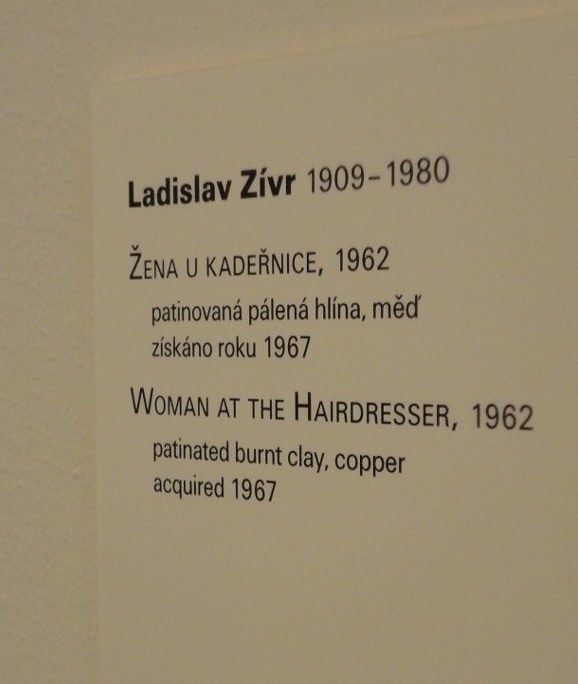 Ladislav Zívr 1909–1980
ŽENA U KADEŘNICE, 1962
patinovaná pálená hlína, měď
získáno roku 1967
WOMAN AT THE HAIRDRESSER, 1962
patinated burnt clay, copper
acquired 1967